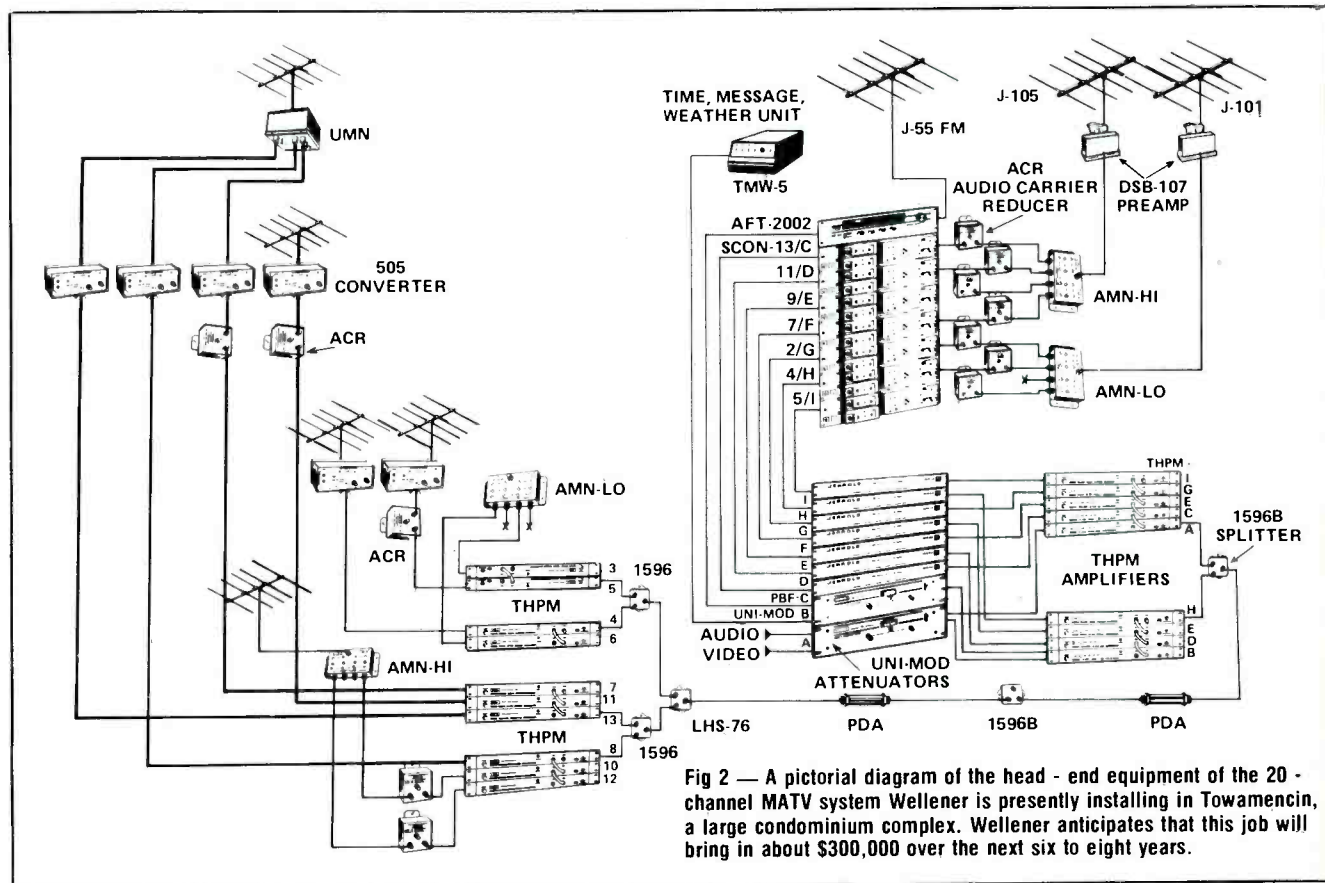 UMN
TIME, MESSAGE,
WEATHER UNIT
TMW-5
J-55 FM
J-105
J-101
DSB-107
PREAMP
ACR
AUDIO CARRIER
REDUCER
AFT-2002
SCON-13/C
11/D
9/E
7/F
2/G
4/H
5/I
AMN-HI
AMN-LO
505
CONVERTER
ACR
AMN-LO
ACR
3
5
THPM
4
6
1596
AMN-HI
7
11
13
THPM
8
10
12
1596
LHS-76
JERROLD
I
H
G
F
E
D
PBF-C
UNI-MOD B
A
AUDIO
VIDEO
UNI-MOD
ATTENUATORS
THPM -
I
G
E
C
A
THPM
AMPLIFIERS
H
E
D
B
1596B
SPLITTER
PDA
1596B
PDA
Fig 2 — A pictorial diagram of the head - end equipment of the 20 -
channel MATV system Wellener is presently installing in Towamencin,
a large condominium complex. Wellener anticipates that this job will
bring in about $300,000 over the next six to eight years.